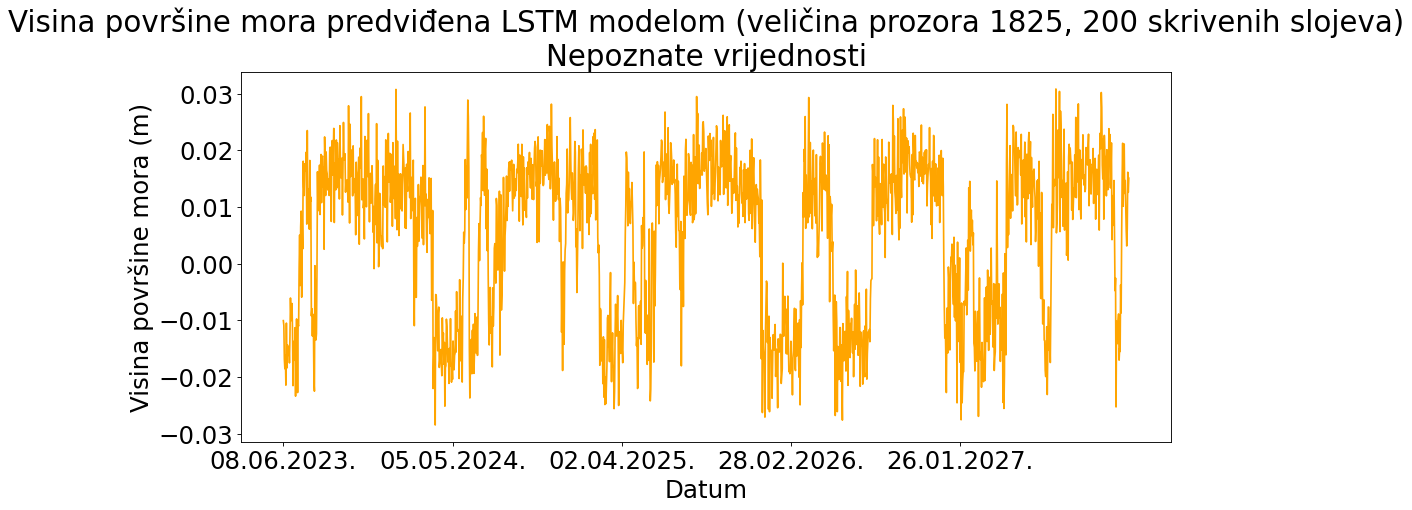 Visina površine mora predviđena LSTM modelom (veličina prozora 1825, 200 skrivenih slojeva)
Nepoznate vrijednosti
Visina površine mora (m)
0.03
0.02
0.01
0.00
−0.01
−0.02
−0.03
08.06.2023. 05.05.2024. 02.04.2025. 28.02.2026. 26.01.2027.
Datum